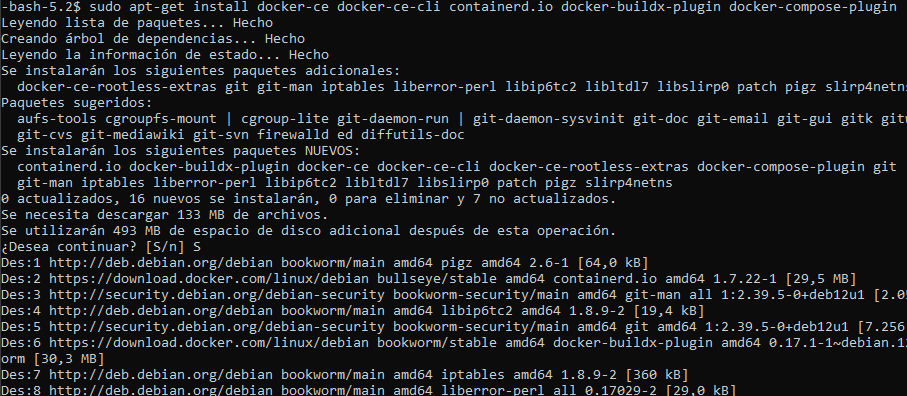 -bash-5.2$ sudo apt-get install docker-ce docker-ce-cli containerd.io docker-buildx-plugin docker-compose-plugin
Leyendo lista de paquetes... Hecho
Creando árbol de dependencias... Hecho
Leyendo la información de estado... Hecho
Se instalarán los siguientes paquetes adicionales:
  docker-ce-rootless-extras git git-man iptables liberror-perl libip6tc2 libltdl7 libslirp0 patch pigz slirp4netns
Paquetes sugeridos:
  aufs-tools cgroupfs-mount | cgroup-lite git-daemon-run | git-daemon-sysvinit git-doc git-email git-gui gitk
  git-cvs git-mediawiki git-svn firewalld ed diffutils-doc
Se instalarán los siguientes paquetes NUEVOS:
  containerd.io docker-buildx-plugin docker-ce docker-ce-cli docker-ce-rootless-extras docker-compose-plugin git
  git-man iptables liberror-perl libip6tc2 libltdl7 libslirp0 patch pigz slirp4netns
0 actualizados, 16 nuevos se instalarán, 0 para eliminar y 7 no actualizados.
Se necesita descargar 133 MB de archivos.
Se utilizarán 493 MB de espacio de disco adicional después de esta operación.
¿Desea continuar? [S/n] S
Des:1 http://deb.debian.org/debian bookworm/main amd64 pigz amd64 2.6-1 [64,0 kB]
Des:2 https://download.docker.com/linux/debian bullseye/stable amd64 containerd.io amd64 1.7.22-1 [29,5 MB]
Des:3 http://security.debian.org/debian-security bookworm-security/main amd64 git-man all 1:2.39.5-0+deb12u1 [2.05
Des:4 http://deb.debian.org/debian bookworm/main amd64 libip6tc2 amd64 1.8.9-2 [19,4 kB]
Des:5 http://security.debian.org/debian-security bookworm-security/main amd64 git amd64 1:2.39.5-0+deb12u1 [7.256
Des:6 https://download.docker.com/linux/debian bookworm/stable amd64 docker-buildx-plugin amd64 0.17.1-1~debian.12
orm [30,3 MB]
Des:7 http://deb.debian.org/debian bookworm/main amd64 iptables amd64 1.8.9-2 [360 kB]
Des:8 http://deb.debian.org/debian bookworm/main amd64 liberror-perl all 0.17029-2 [29,0 kB]